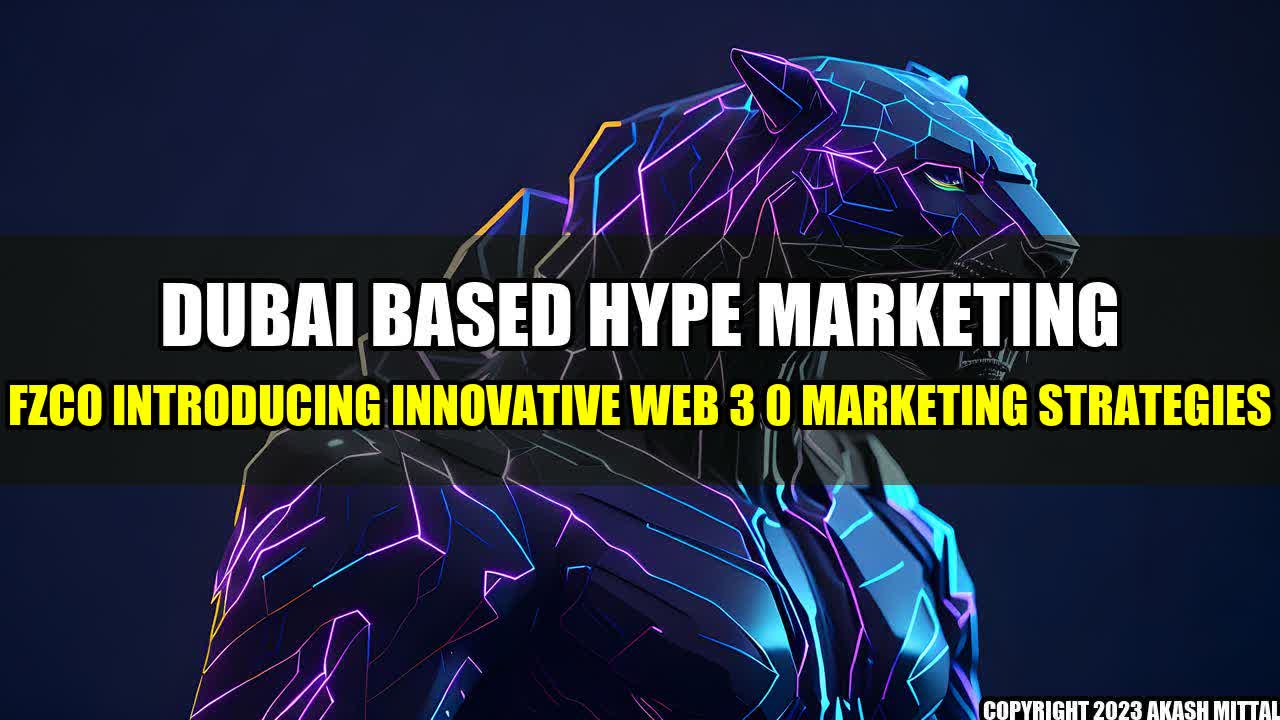 DUBAI BASED HYPE MARKETING
FZCO INTRODUCING INNOVATIVE WEB 3 0 MARKETING STRATEGIES
COPYRIGHT 2023 AKASH MITTAL